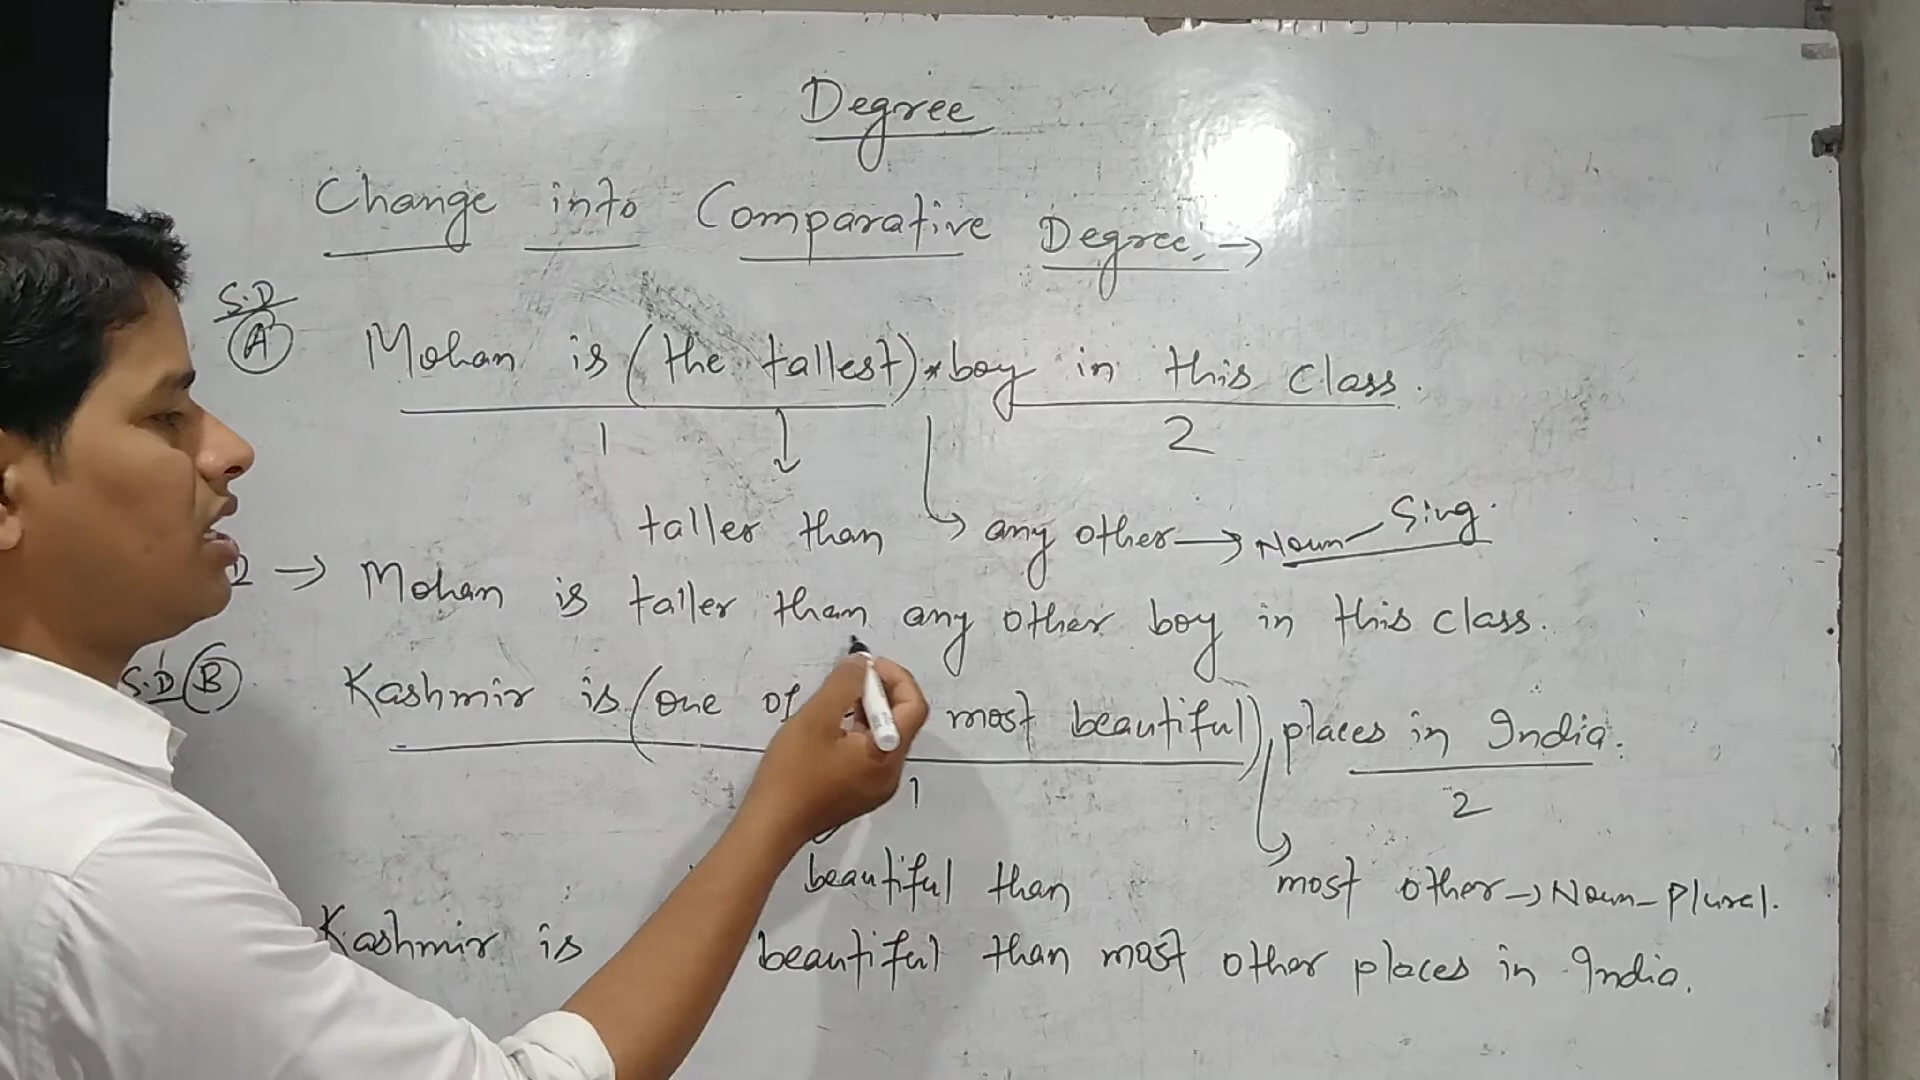 Degree
Change into Comparative Degree:→
S.D
(A) Mohan is (the tallest) * boy in this class.
1 2
taller than any other → Noun - Sing.
→ Mohan is taller than any other boy in this class.
S.D (B) Kashmir is (one of most beautiful), places in India.
1 2
beautiful than most other → Noun - Plural.
Kashmir is beautiful than most other places in India.